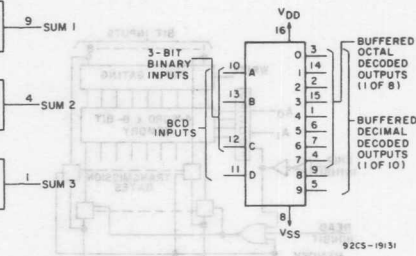 9
SUM 1
4
SUM 2
1
SUM 3
VDD
16
3-BIT
BINARY
INPUTS
BCD
INPUTS
10
A
13
B
12
C
11
D
0
3
1
14
2
2
3
15
4
1
5
6
6
7
7
4
8
9
9
5
BUFFERED
OCTAL
DECODED
OUTPUTS
(1 OF 8)
BUFFERED
DECIMAL
DECODED
OUTPUTS
(1 OF 10)
8
VSS
92CS-19131